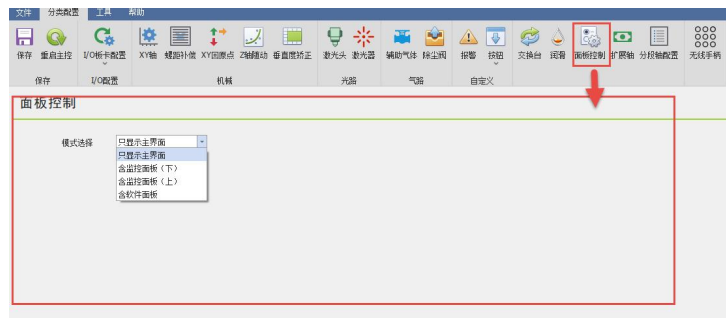 文件 分类配置 工具 帮助
保存 重启主控 I/O板卡配置 XY轴 螺距补偿 XY回原点 Z轴随动 垂直度矫正 激光头 激光器 辅助气体 除尘阀 报警 按钮 交换台 润滑 面板控制 扩展轴 分段轴配置 无线手柄
保存 I/O配置 机械 光路 气路 自定义
面板控制
模式选择 只显示主界面
只显示主界面
含监控面板（下）
含监控面板（上）
含软件面板